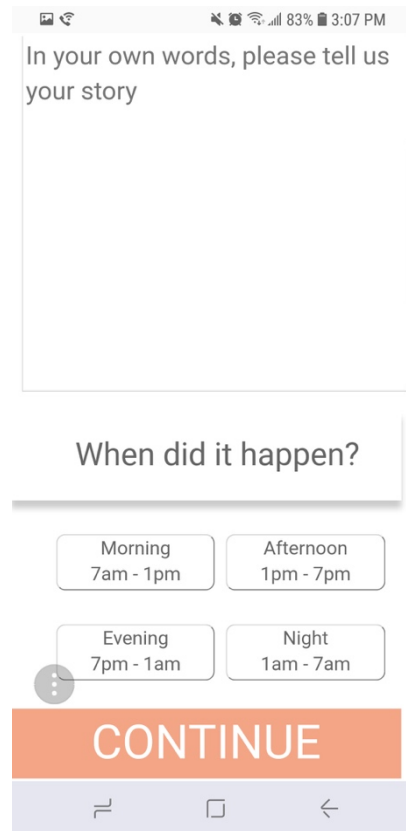 83% 3:07 PM
In your own words, please tell us
your story
When did it happen?
Morning
7am - 1pm
Afternoon
1pm - 7pm
Evening
7pm - 1am
Night
1am - 7am
CONTINUE